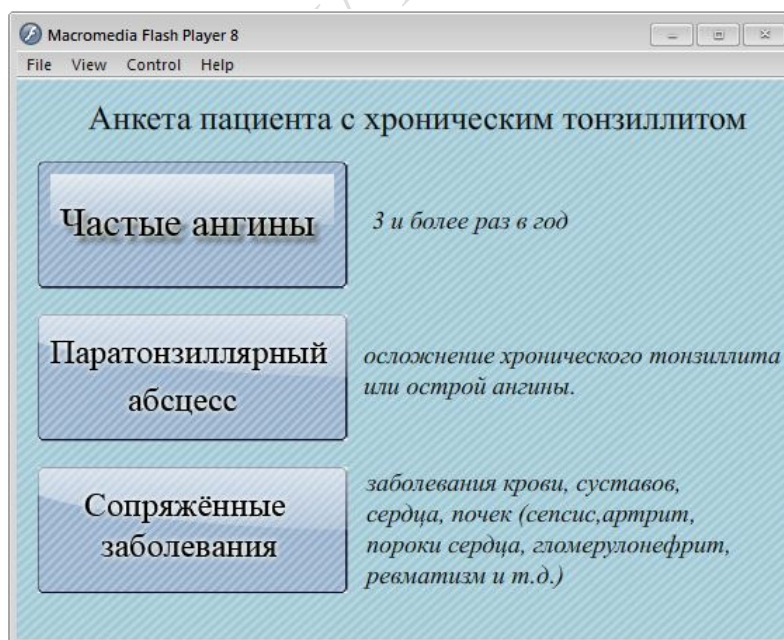 Macromedia Flash Player 8
File View Control Help
Анкета пациента с хроническим тонзиллитом
Частые ангины
3 и более раз в год
Паратонзиллярный
абсцесс
осложнение хронического тонзиллита
или острой ангины.
Сопряжённые
заболевания
заболевания крови, суставов,
сердца, почек (сепсис,артрит,
пороки сердца, гломерулонефрит,
ревматизм и т.д.)